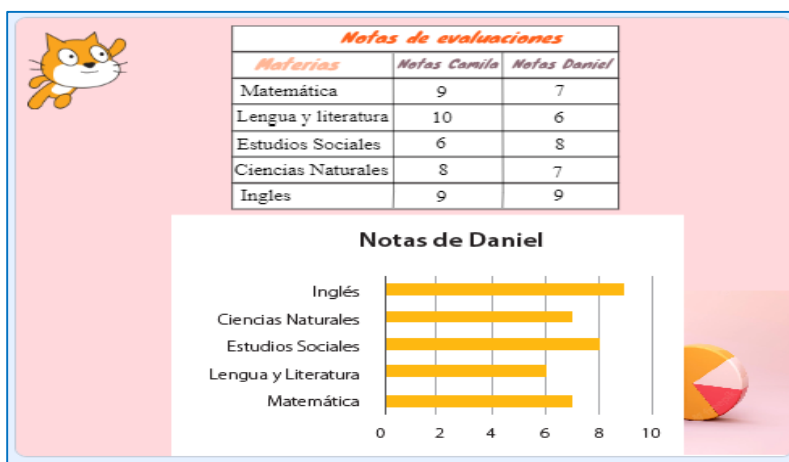 Notas de evaluaciones
Materias Notas Camila Notas Daniel
Matemática 9 7
Lengua y literatura 10 6
Estudios Sociales 6 8
Ciencias Naturales 8 7
Ingles 9 9
Notas de Daniel
Inglés
Ciencias Naturales
Estudios Sociales
Lengua y Literatura
Matemática
0 2 4 6 8 10